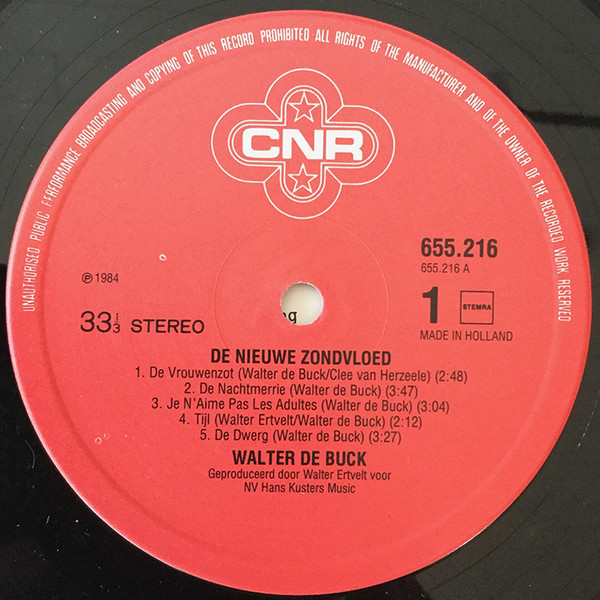 UNAUTHORISED PUBLIC PERFORMANCE BROADCASTING AND COPYING OF THIS RECORD PROHIBITED·ALL RIGHTS OF THE MANUFACTURER AND OF THE OWNER OF THE RECORDED WORK RESERVED
CNR
655.216
655.216 A
℗ 1984
1 STEMRA
33 1/3 STEREO
MADE IN HOLLAND
DE NIEUWE ZONDVLOED
1. De Vrouwenzot (Walter de Buck/Clee van Herzeele) (2:48)
2. De Nachtmerrie (Walter de Buck) (3:47)
3. Je N'Aime Pas Les Adultes (Walter de Buck) (3:04)
4. Tijl (Walter Ertvelt/Walter de Buck) (2:12)
5. De Dwerg (Walter de Buck) (3:27)
WALTER DE BUCK
Geproduceerd door Walter Ertvelt voor
NV Hans Kusters Music